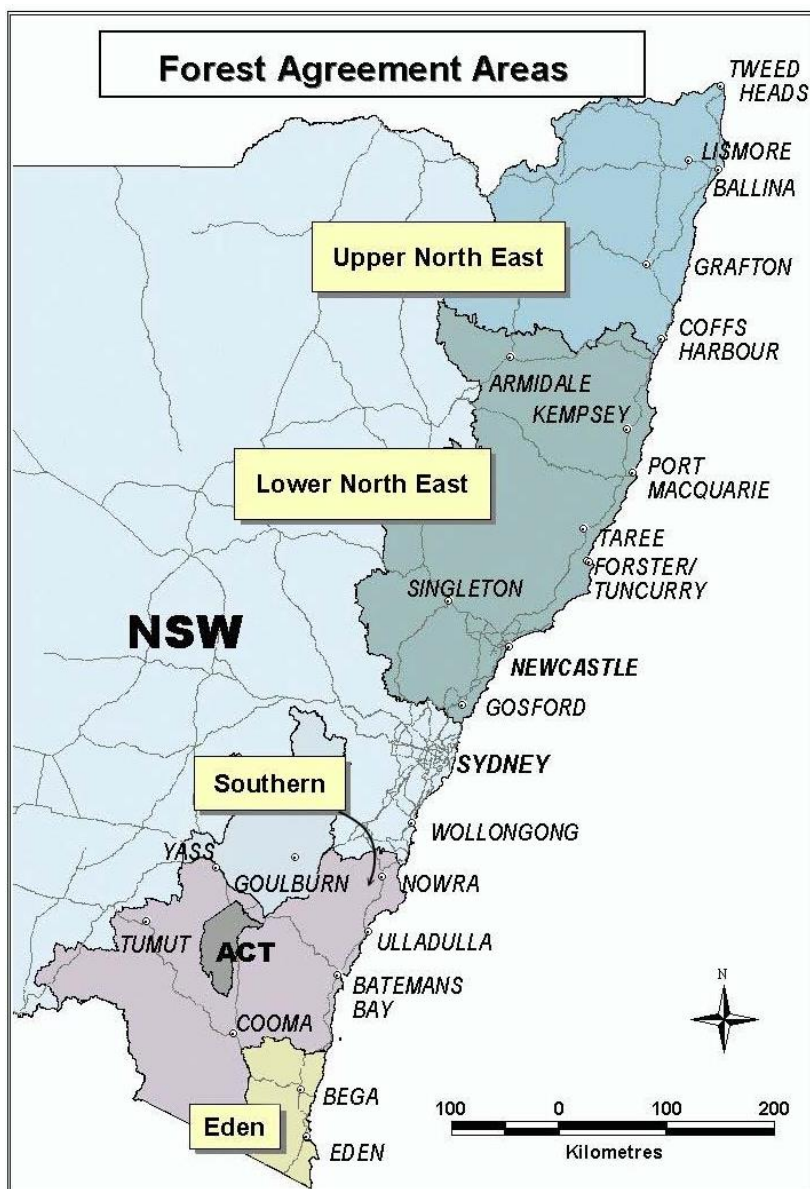 Forest Agreement Areas
TWEED
HEADS
LISMORE
BALLINA
Upper North East
GRAFTON
COFFS
HARBOUR
ARMIDALE
KEMPSEY
Lower North East
PORT
MACQUARIE
TAREE
FORSTER/
TUNCURRY
SINGLETON
NSW
NEWCASTLE
GOSFORD
SYDNEY
Southern
WOLLONGONG
YASS
GOULBURN
NOWRA
TUMUT
ACT
ULLADULLA
BATEMANS
BAY
N
COOMA
BEGA
100 0 100 200
Eden
EDEN
Kilometres